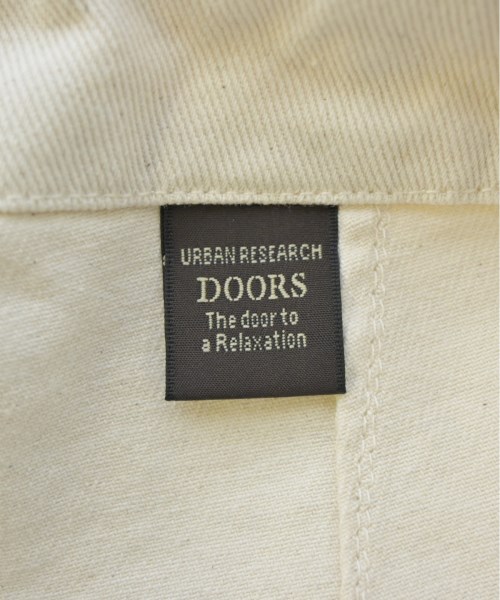 URBAN RESEARCH
DOORS
The door to
a Relaxation